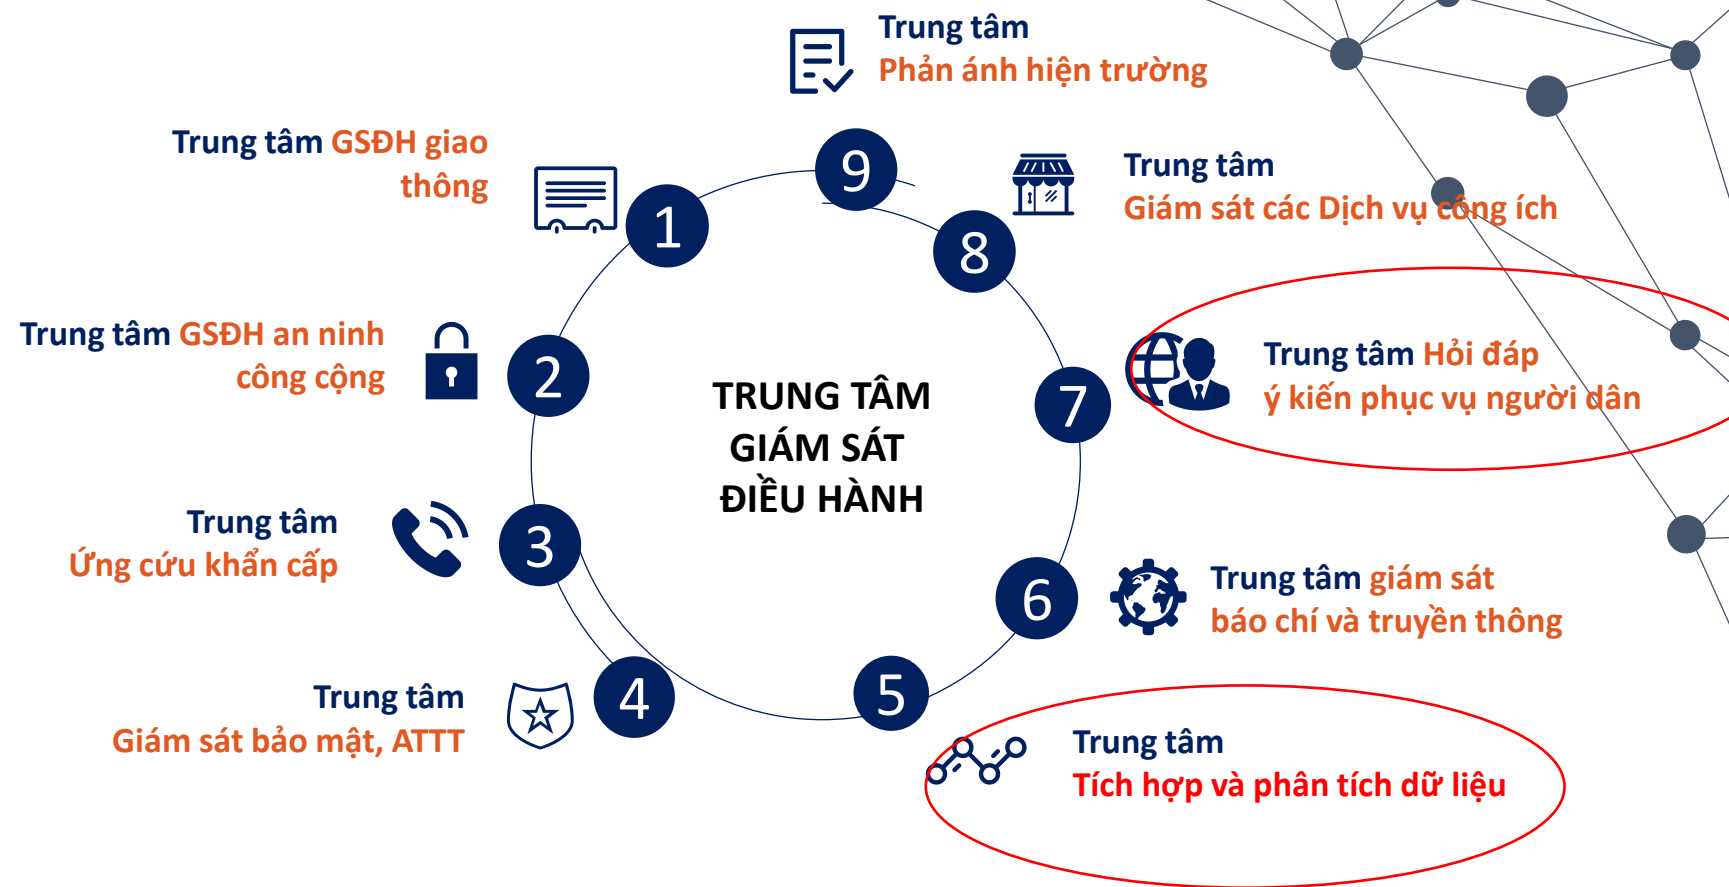 Trung tâm
Phản ánh hiện trường
9
Trung tâm GSĐH giao
thông
1
Trung tâm
Giám sát các Dịch vụ công ích
8
Trung tâm GSĐH an ninh
công cộng
2
TRUNG TÂM
GIÁM SÁT
ĐIỀU HÀNH
7
Trung tâm Hỏi đáp
ý kiến phục vụ người dân
Trung tâm
Ứng cứu khẩn cấp
3
6
Trung tâm giám sát
báo chí và truyền thông
Trung tâm
Giám sát bảo mật, ATTT
4
5
Trung tâm
Tích hợp và phân tích dữ liệu